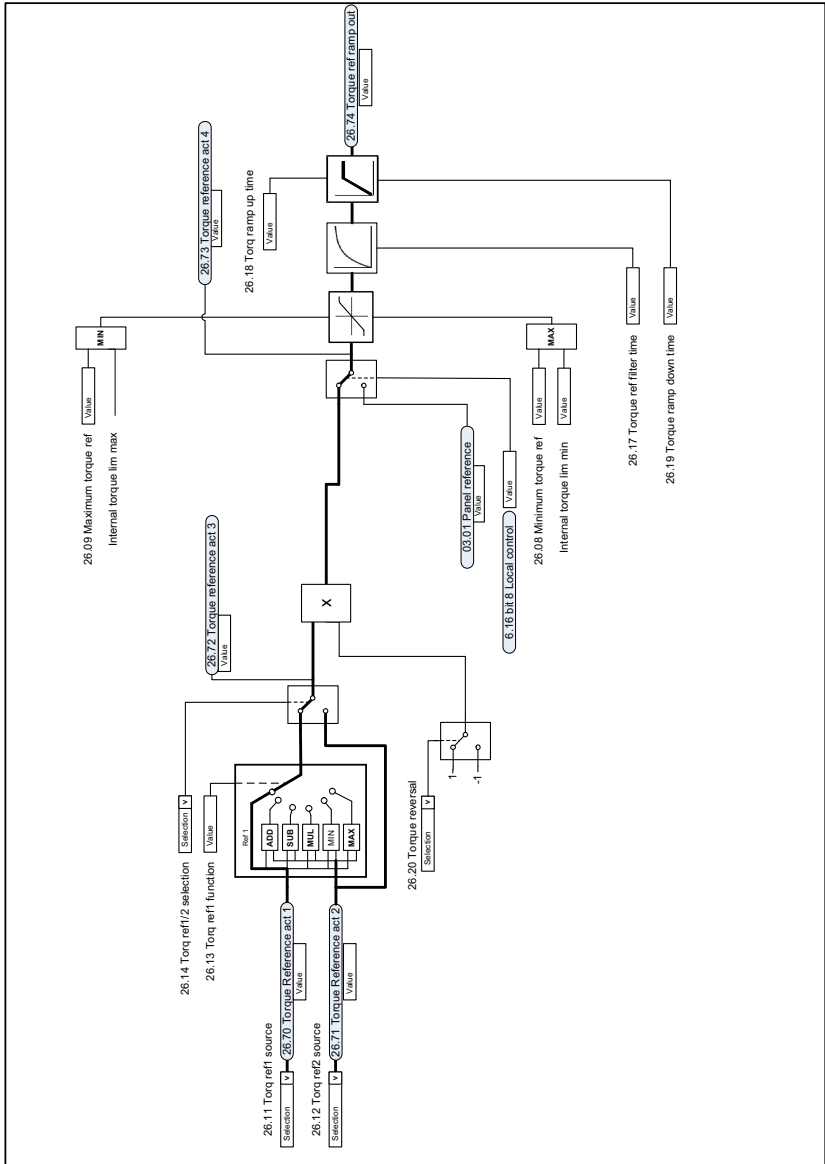 26.11 Torq ref1 source
Selection
v
26.70 Torque Reference act 1
Value
26.12 Torq ref2 source
Selection
v
26.71 Torque Reference act 2
Value
26.14 Torq ref1/2 selection
Selection
v
26.13 Torq ref1 function
Value
Ref 1
ADD
SUB
MUL
MIN
MAX
26.20 Torque reversal
Selection
v
1
-1
26.72 Torque reference act 3
Value
X
26.09 Maximum torque ref
Value
Internal torque lim max
MIN
26.73 Torque reference act 4
Value
03.01 Panel reference
Value
6.16 bit 8 Local control
Value
26.08 Minimum torque ref
Value
Internal torque lim min
Value
MAX
26.18 Torq ramp up time
Value
26.17 Torque ref filter time
Value
26.19 Torque ramp down time
Value
26.74 Torque ref ramp out
Value